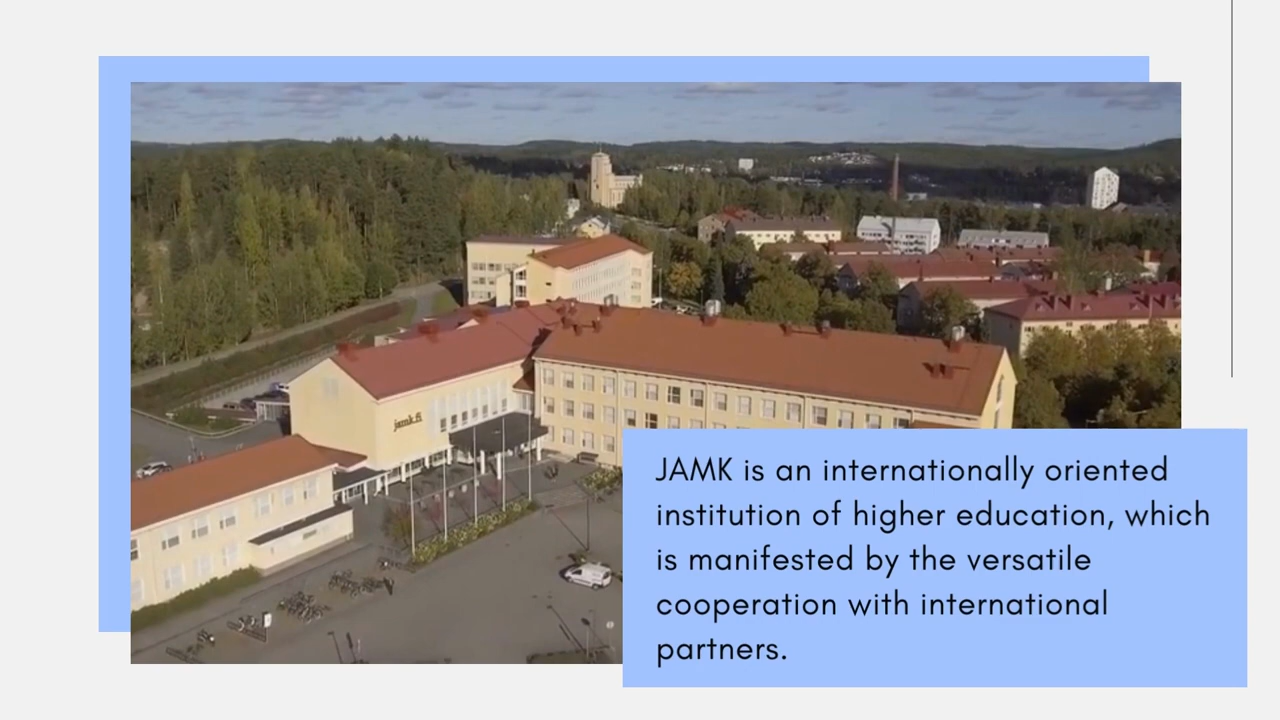 jamk.fi
JAMK is an internationally oriented
institution of higher education, which
is manifested by the versatile
cooperation with international
partners.